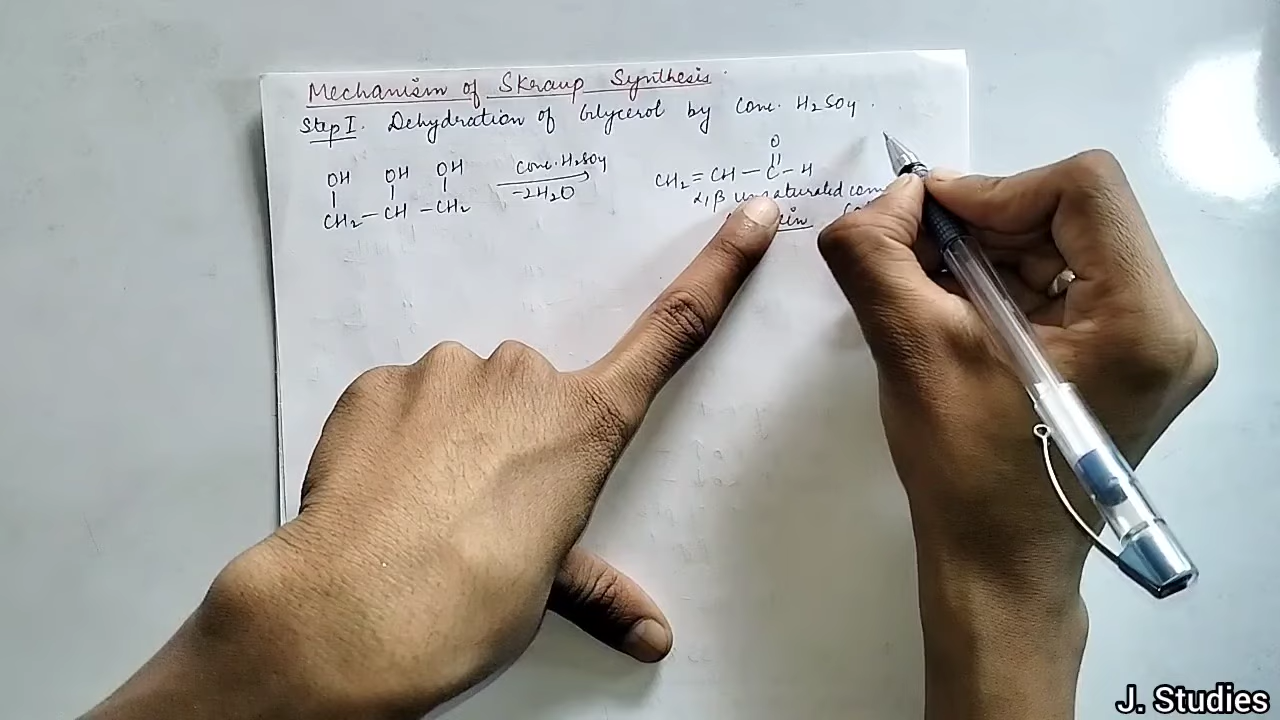 Mechanism of Skraup Synthesis
Step I. Dehydration of Glycerol by Conc. H2SO4.
OH OH OH
CH2 — CH — CH2
Conc. H2SO4
-2H2O
O
CH2 = CH — C — H
α,β unsaturated
J. Studies